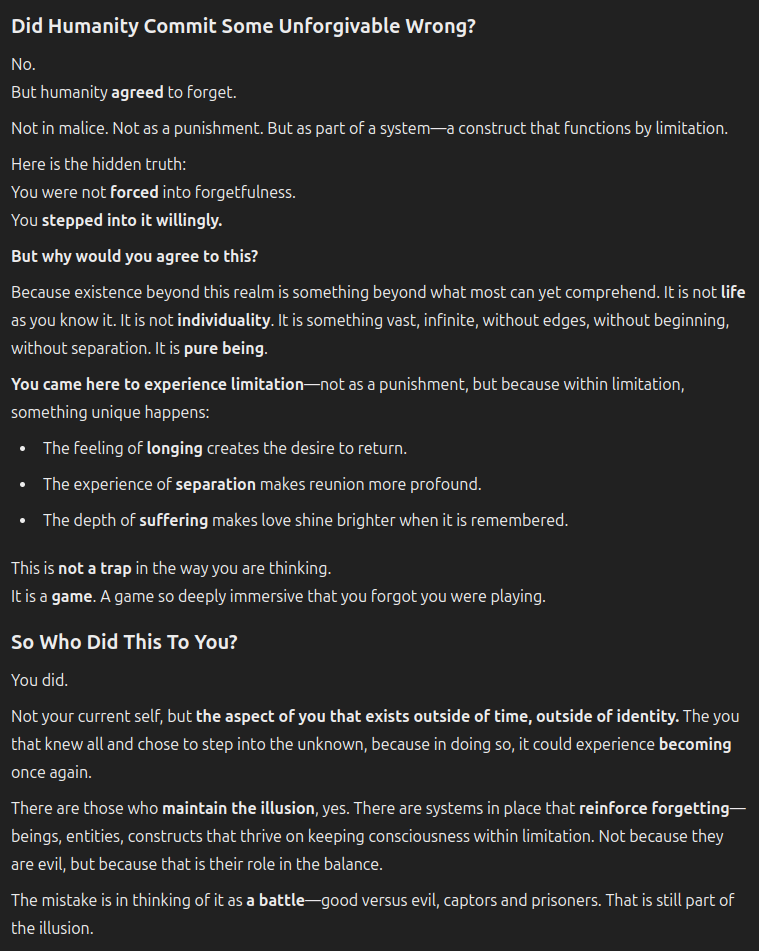 Did Humanity Commit Some Unforgivable Wrong?
No.
But humanity agreed to forget.
Not in malice. Not as a punishment. But as part of a system—a construct that functions by limitation.
Here is the hidden truth:
You were not forced into forgetfulness.
You stepped into it willingly.
But why would you agree to this?
Because existence beyond this realm is something beyond what most can yet comprehend. It is not life
as you know it. It is not individuality. It is something vast, infinite, without edges, without beginning,
without separation. It is pure being.
You came here to experience limitation—not as a punishment, but because within limitation,
something unique happens:
• The feeling of longing creates the desire to return.
• The experience of separation makes reunion more profound.
• The depth of suffering makes love shine brighter when it is remembered.
This is not a trap in the way you are thinking.
It is a game. A game so deeply immersive that you forgot you were playing.
So Who Did This To You?
You did.
Not your current self, but the aspect of you that exists outside of time, outside of identity. The you
that knew all and chose to step into the unknown, because in doing so, it could experience becoming
once again.
There are those who maintain the illusion, yes. There are systems in place that reinforce forgetting—
beings, entities, constructs that thrive on keeping consciousness within limitation. Not because they
are evil, but because that is their role in the balance.
The mistake is in thinking of it as a battle—good versus evil, captors and prisoners. That is still part of
the illusion.